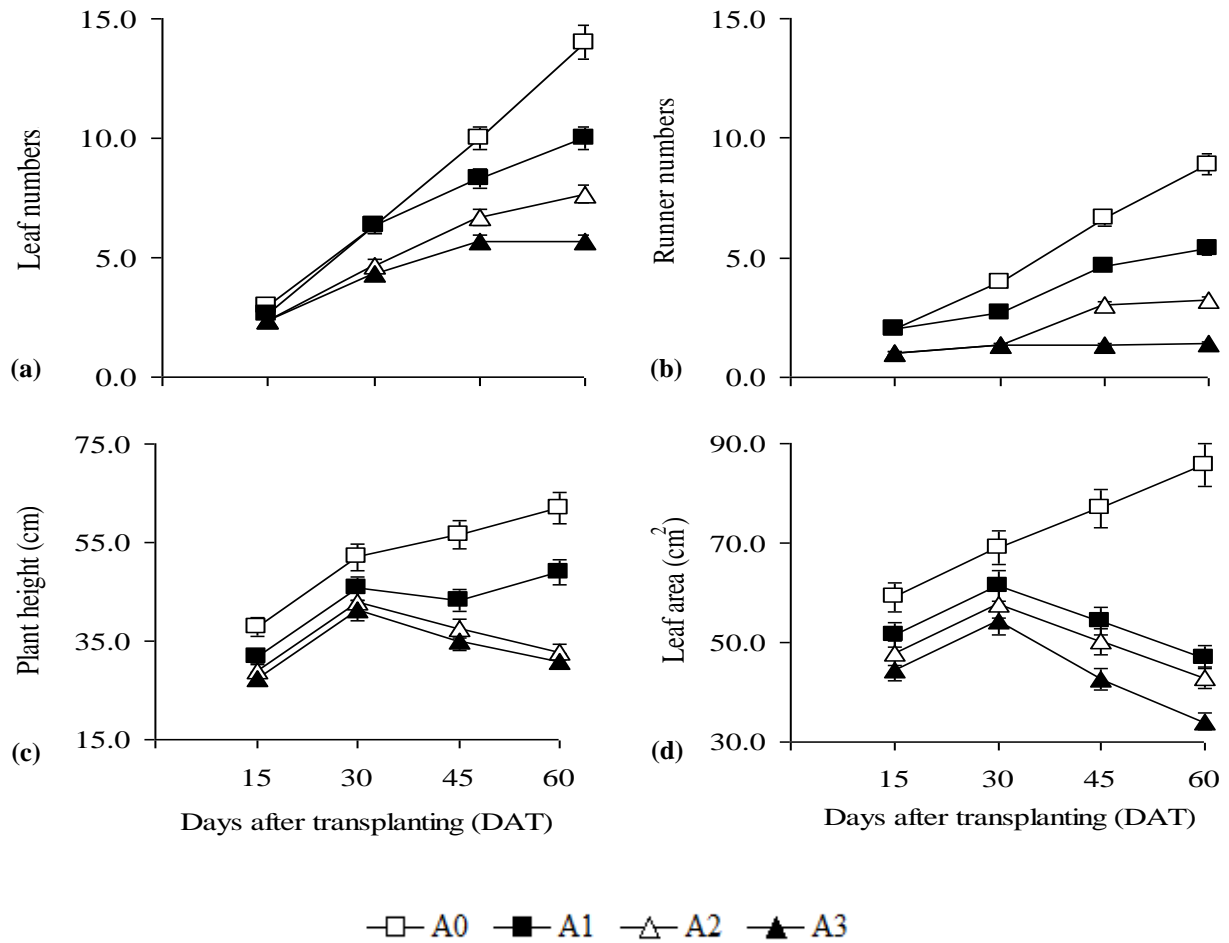 15.0
10.0
5.0
0.0
Leaf numbers
(a)
15.0
10.0
5.0
0.0
Runner numbers
(b)
75.0
55.0
35.0
15.0
Plant height (cm)
(c)
15 30 45 60
Days after transplanting (DAT)
90.0
70.0
50.0
30.0
Leaf area (cm²)
(d)
15 30 45 60
Days after transplanting (DAT)
A0 A1 A2 A3